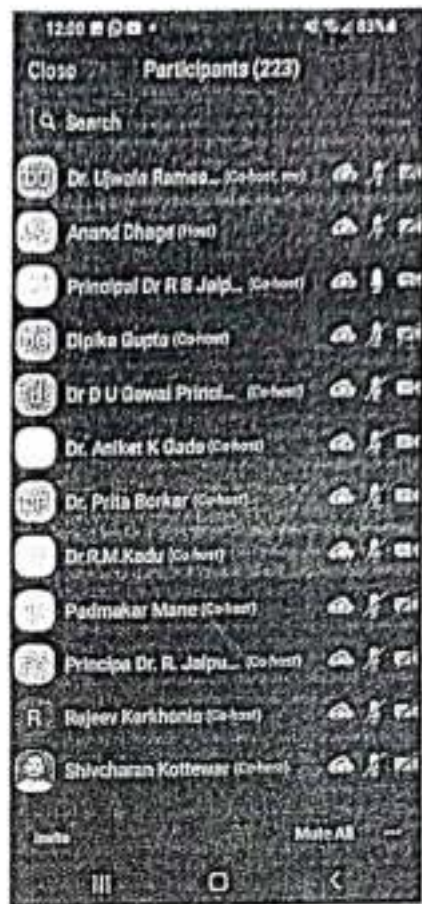 12:00 83%
Close Participants (223)
Search
Dr. Ujwala Rames... (Co-host, me)
Anand Dhage (Host)
Principal Dr R B Jaip... (Co-host)
Dipika Gupta (Co-host)
Dr D U Gawai Princi... (Co-host)
Dr. Aniket K Gade (Co-host)
Dr. Prita Borkar (Co-host)
Dr.R.M.Kadu (Co-host)
Padmakar Mane (Co-host)
Principa Dr. R. Jaipu... (Co-host)
R Rajeev Karkhanis (Co-host)
Shivcharan Kottewar (Co-host)
Invite Mute All ...